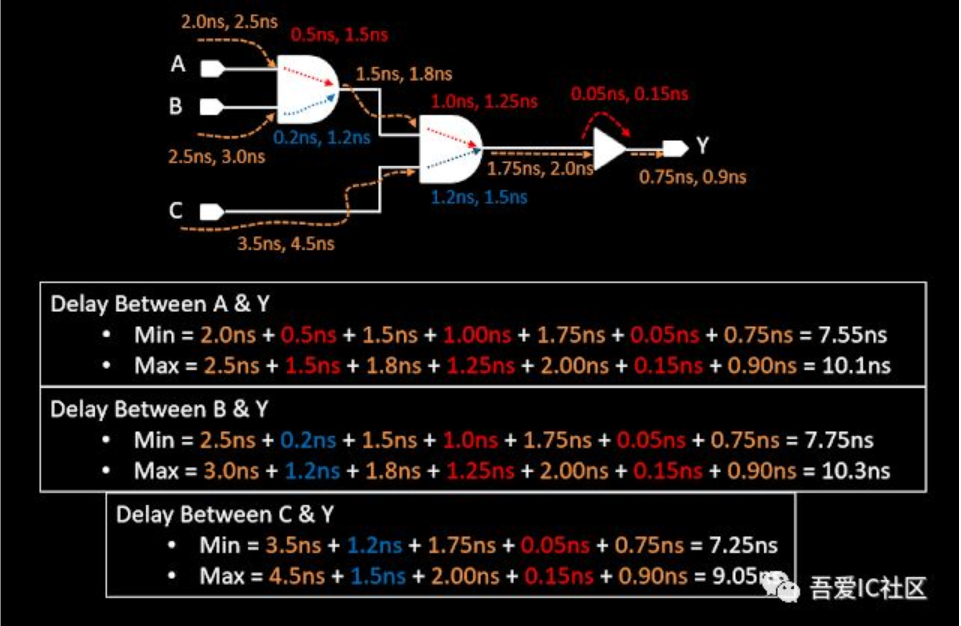 2.0ns, 2.5ns
0.5ns, 1.5ns
A
1.5ns, 1.8ns
B
1.0ns, 1.25ns
0.05ns, 0.15ns
0.2ns, 1.2ns
2.5ns, 3.0ns
Y
1.75ns, 2.0ns
0.75ns, 0.9ns
1.2ns, 1.5ns
C
3.5ns, 4.5ns
Delay Between A & Y
• Min = 2.0ns + 0.5ns + 1.5ns + 1.00ns + 1.75ns + 0.05ns + 0.75ns = 7.55ns
• Max = 2.5ns + 1.5ns + 1.8ns + 1.25ns + 2.00ns + 0.15ns + 0.90ns = 10.1ns
Delay Between B & Y
• Min = 2.5ns + 0.2ns + 1.5ns + 1.0ns + 1.75ns + 0.05ns + 0.75ns = 7.75ns
• Max = 3.0ns + 1.2ns + 1.8ns + 1.25ns + 2.00ns + 0.15ns + 0.90ns = 10.3ns
Delay Between C & Y
• Min = 3.5ns + 1.2ns + 1.75ns + 0.05ns + 0.75ns = 7.25ns
• Max = 4.5ns + 1.5ns + 2.00ns + 0.15ns + 0.90ns = 9.05ns
吾爱IC社区